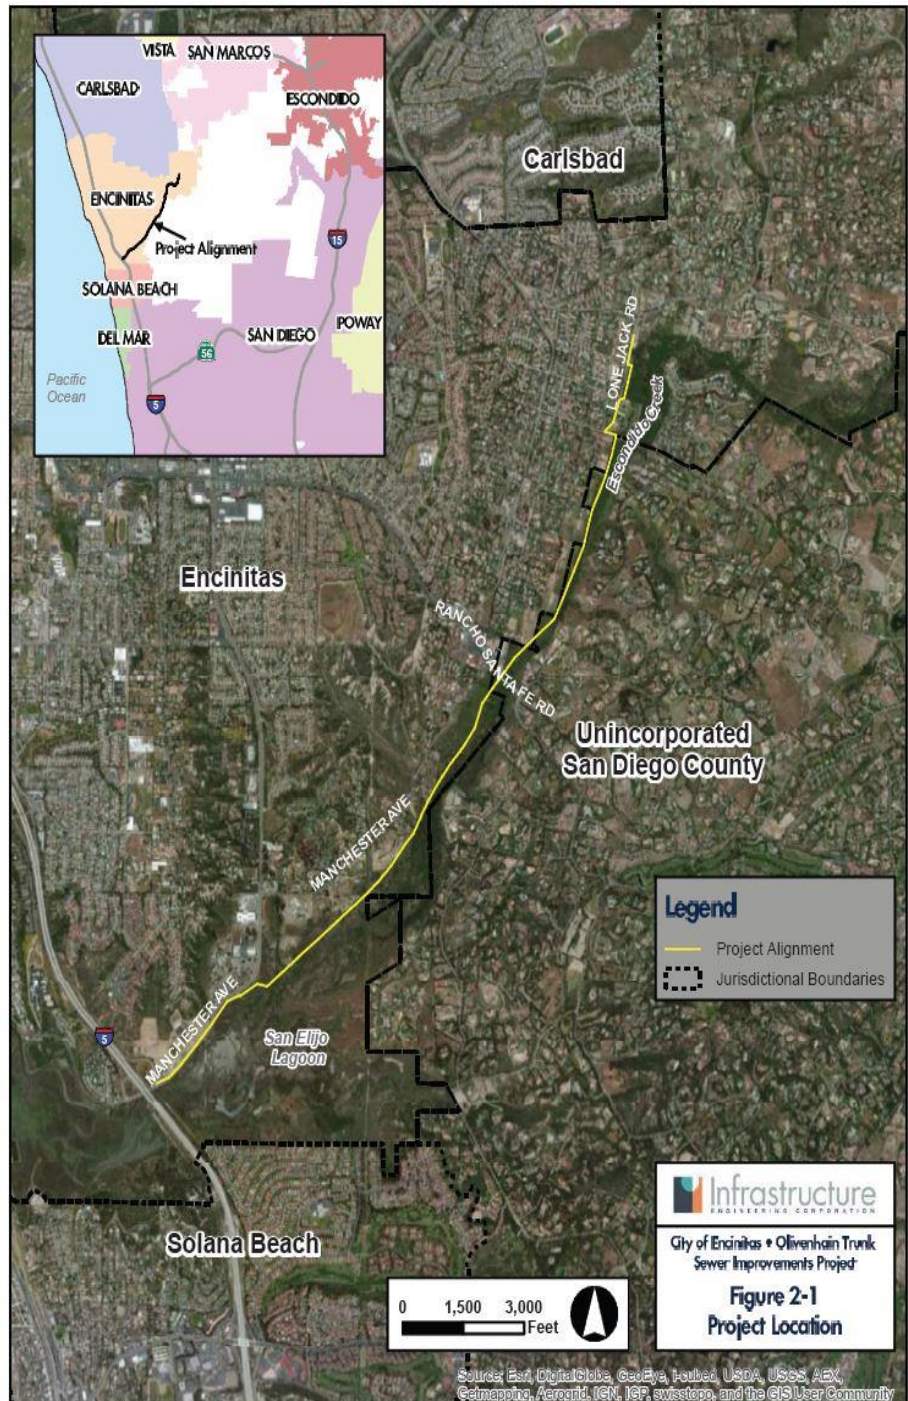 VISTA
SAN MARCOS
CARLSBAD
ESCONDIDO
ENCINITAS
Project Alignment
15
SOLANA BEACH
DEL MAR
SAN DIEGO
POWAY
56
Pacific
Ocean
5
Carlsbad
LONE JACK RD
Escondido Creek
Encinitas
RANCHO SANTA FE RD
Unincorporated
San Diego County
MANCHESTER AVE
Legend
Project Alignment
Jurisdictional Boundaries
MANCHESTER AVE
5
San Elijo
Lagoon
Solana Beach
Infrastructure
ENGINEERING CORPORATION
City of Encinitas • Olivenhain Trunk
Sewer Improvements Project
Figure 2-1
Project Location
0 1,500 3,000
Feet
Source: Esri, DigitalGlobe, GeoEye, i-cubed, USDA, USGS, AEX,
Getmapping, Aerogrid, IGN, IGP, swisstopo, and the GIS User Community